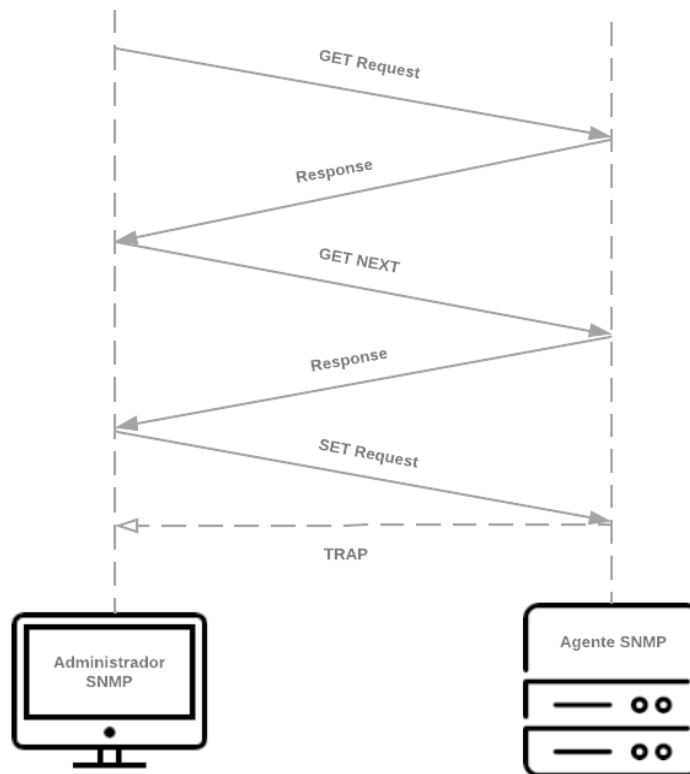 GET Request
Response
GET NEXT
Response
SET Request
TRAP
Administrador
SNMP
Agente SNMP